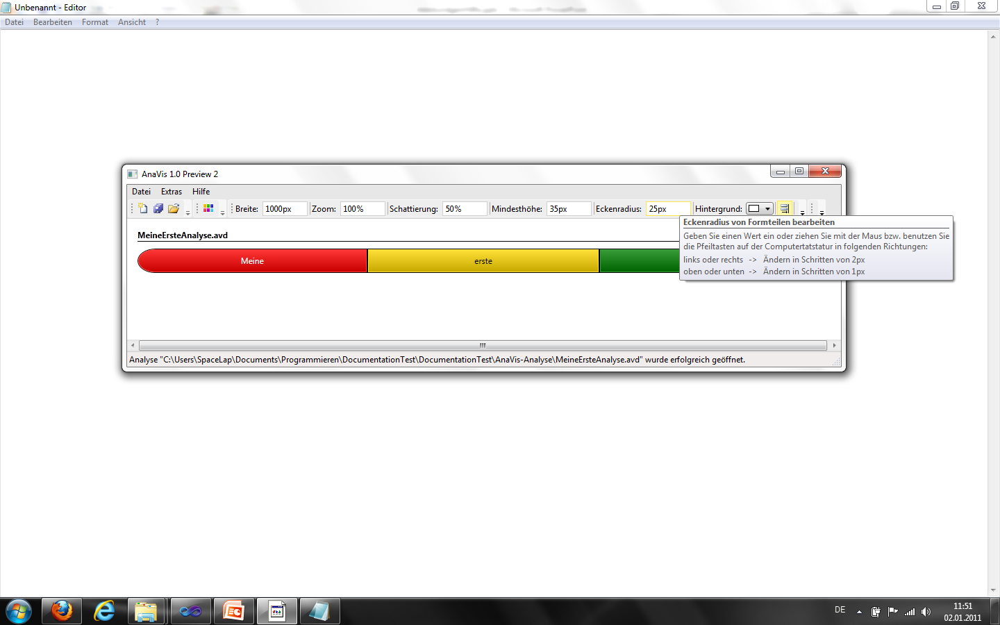 Unbenannt - Editor
Datei Bearbeiten Format Ansicht ?
AnaVis 1.0 Preview 2
Datei Extras Hilfe
Breite: 1000px Zoom: 100% Schattierung: 50% Mindesthöhe: 35px Eckenradius: 25px Hintergrund:
Eckenradius von Formteilen bearbeiten
Geben Sie einen Wert ein oder ziehen Sie mit der Maus bzw. benutzen Sie
die Pfeiltasten auf der Computertatstatur in folgenden Richtungen:
links oder rechts -> Ändern in Schritten von 2px
oben oder unten -> Ändern in Schritten von 1px
MeineErsteAnalyse.avd
Meine erste
Analyse "C:\Users\SpaceLap\Documents\Programmieren\DocumentationTest\DocumentationTest\AnaVis-Analyse\MeineErsteAnalyse.avd" wurde erfolgreich geöffnet.
DE
11:51
02.01.2011